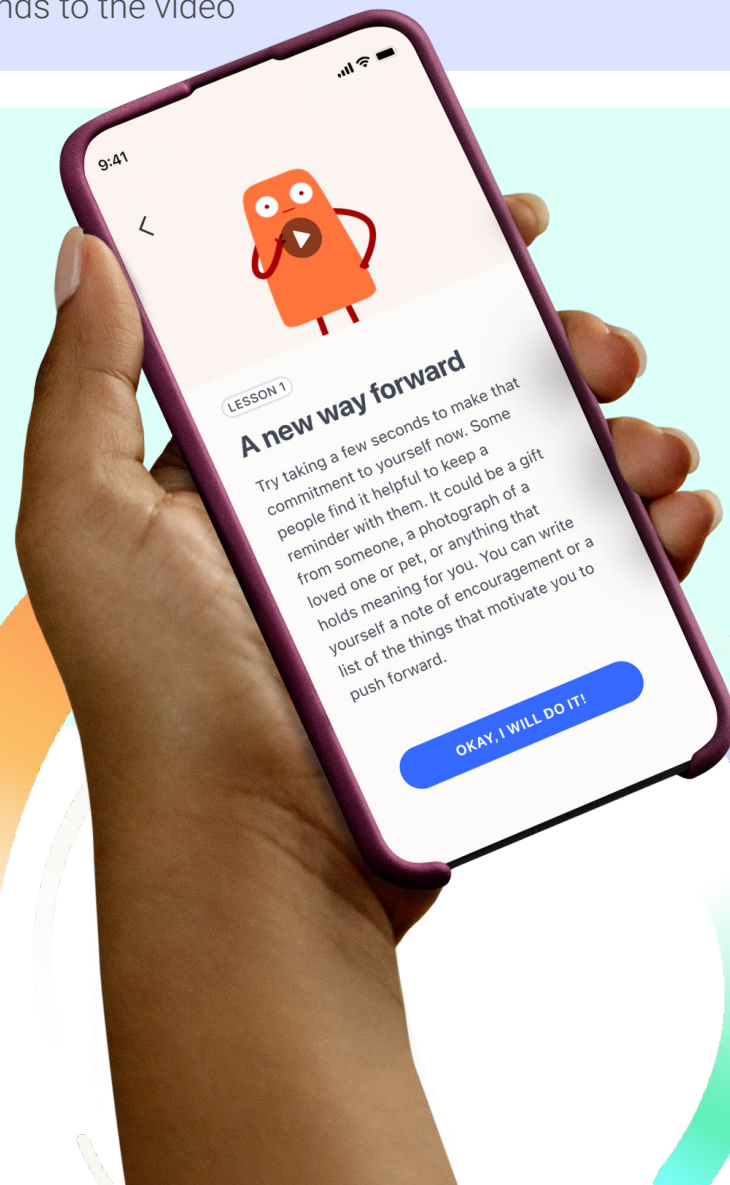 nds to the video
9:41
LESSON 1
A new way forward
Try taking a few seconds to make that
commitment to yourself now. Some
people find it helpful to keep a
reminder with them. It could be a gift
from someone, a photograph of a
loved one or pet, or anything that
holds meaning for you. You can write
yourself a note of encouragement or a
list of the things that motivate you to
push forward.
OKAY, I WILL DO IT!